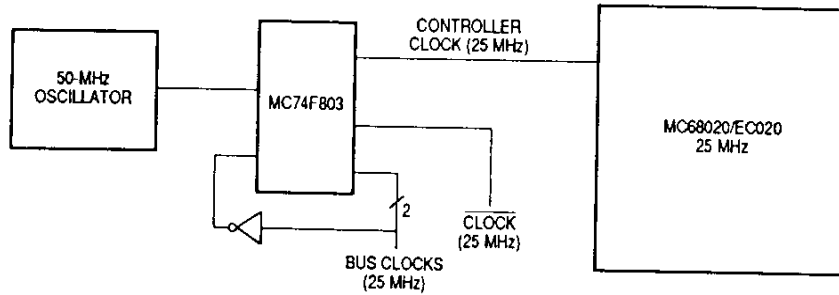 50-MHz
OSCILLATOR
MC74F803
CONTROLLER
CLOCK (25 MHz)
MC68020/EC020
25 MHz
2
CLOCK
(25 MHz)
BUS CLOCKS
(25 MHz)